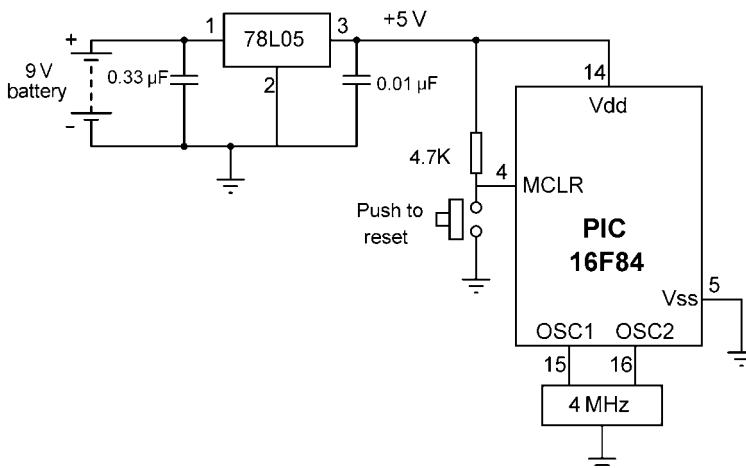 1
78L05
3
+5 V
+
9 V
battery
-
0.33 µF
2
0.01 µF
14
Vdd
4.7K
4
MCLR
Push to
reset
PIC
16F84
Vss
5
OSC1
OSC2
15
16
4 MHz